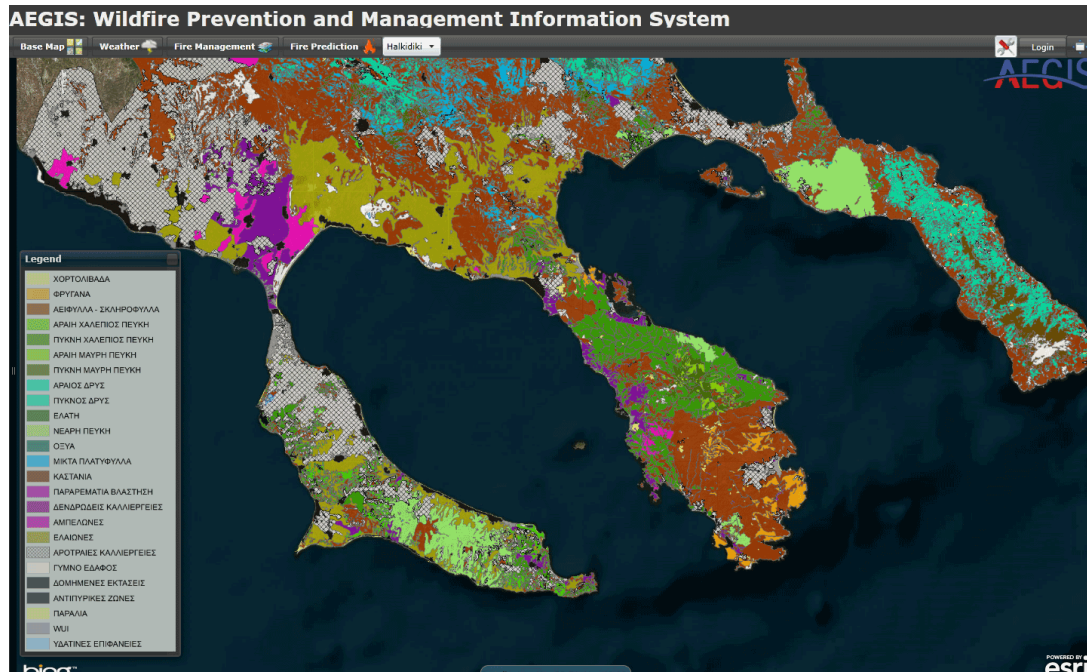 AEGIS: Wildfire Prevention and Management Information System
Base Map Weather Fire Management Fire Prediction Halkidiki Login
AEGIS
Legend
ΧΟΡΤΟΛΙΒΑΔΑ
ΦΡΥΓΑΝΑ
ΑΕΙΦΥΛΛΑ - ΣΚΛΗΡΟΦΥΛΛΑ
ΑΡΑΙΗ ΧΑΛΕΠΙΟΣ ΠΕΥΚΗ
ΠΥΚΝΗ ΧΑΛΕΠΙΟΣ ΠΕΥΚΗ
ΑΡΑΙΗ ΜΑΥΡΗ ΠΕΥΚΗ
ΠΥΚΝΗ ΜΑΥΡΗ ΠΕΥΚΗ
ΑΡΑΙΟΣ ΔΡΥΣ
ΠΥΚΝΟΣ ΔΡΥΣ
ΕΛΑΤΗ
ΝΕΑΡΗ ΠΕΥΚΗ
ΟΞΥΑ
ΜΙΚΤΑ ΠΛΑΤΥΦΥΛΛΑ
ΚΑΣΤΑΝΙΑ
ΠΑΡΑΡΕΜΑΤΙΑ ΒΛΑΣΤΗΣΗ
ΔΕΝΔΡΩΔΕΙΣ ΚΑΛΛΙΕΡΓΕΙΕΣ
ΑΜΠΕΛΩΝΕΣ
ΕΛΑΙΩΝΕΣ
ΑΡΟΤΡΑΙΕΣ ΚΑΛΛΙΕΡΓΕΙΕΣ
ΓΥΜΝΟ ΕΔΑΦΟΣ
ΔΟΜΗΜΕΝΕΣ ΕΚΤΑΣΕΙΣ
ΑΝΤΙΠΥΡΙΚΕΣ ΖΩΝΕΣ
ΠΑΡΑΛΙΑ
WUI
ΥΔΑΤΙΝΕΣ ΕΠΙΦΑΝΕΙΕΣ
bing
POWERED BY
esri